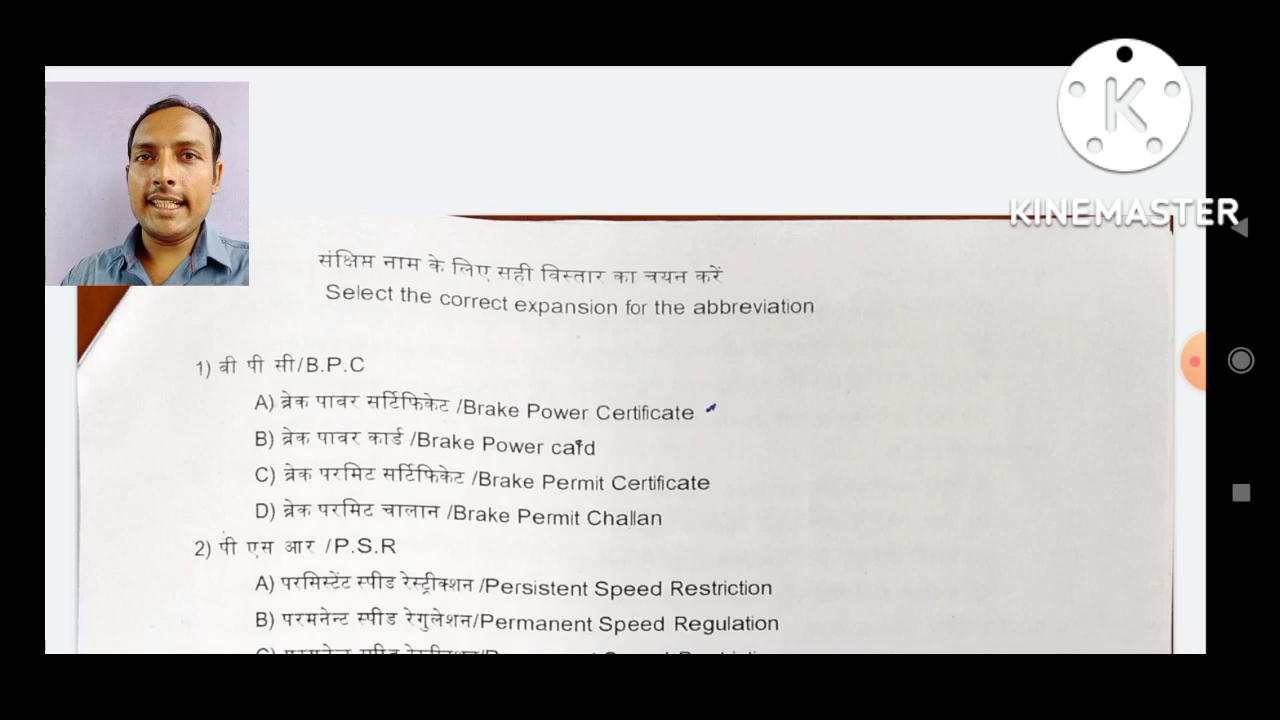 KINEMASTER
संक्षिप्त नाम के लिए सही विस्तार का चयन करें
Select the correct expansion for the abbreviation
1) बी पी सी/B.P.C
A) ब्रेक पावर सर्टिफिकेट /Brake Power Certificate
B) ब्रेक पावर कार्ड /Brake Power card
C) ब्रेक परमिट सर्टिफिकेट /Brake Permit Certificate
D) ब्रेक परमिट चालान /Brake Permit Challan
2) पी एस आर /P.S.R
A) परमिस्टेंट स्पीड रेस्ट्रीक्शन /Persistent Speed Restriction
B) परमनेन्ट स्पीड रेगुलेशन/Permanent Speed Regulation